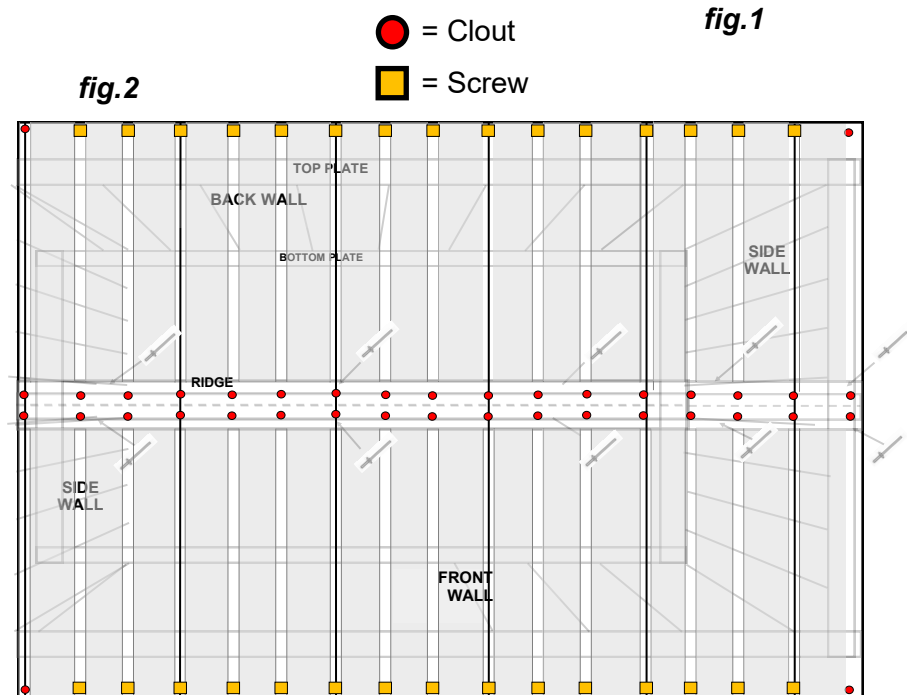 fig.1
= Clout
= Screw
fig.2
TOP PLATE
BACK WALL
BOTTOM PLATE
SIDE
WALL
RIDGE
SIDE
WALL
FRONT
WALL